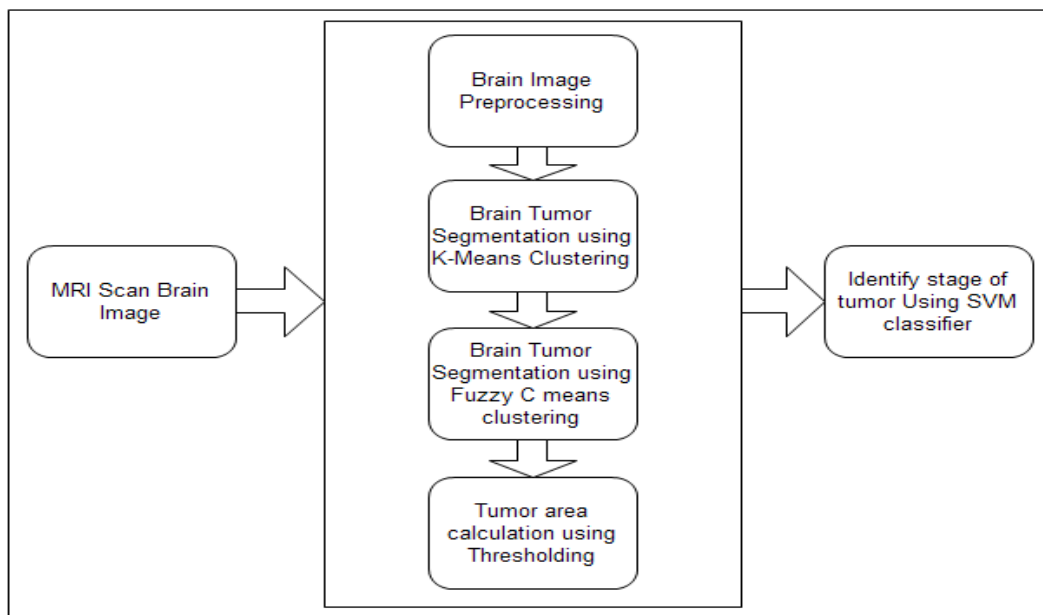 MRI Scan Brain
Image
Brain Image
Preprocessing
Brain Tumor
Segmentation using
K-Means Clustering
Brain Tumor
Segmentation using
Fuzzy C means
clustering
Tumor area
calculation using
Thresholding
Identify stage of
tumor Using SVM
classifier